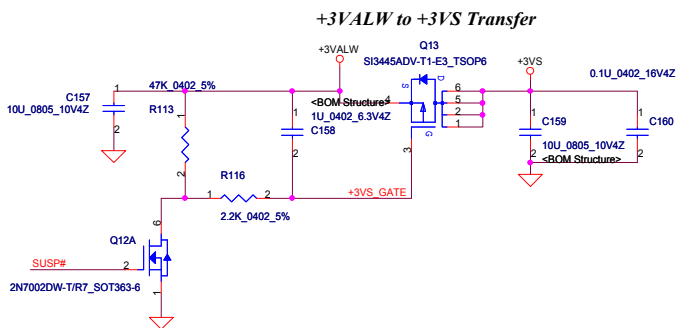 +3VALW to +3VS Transfer
+3VALW
Q13
SI3445ADV-T1-E3_TSOP6
+3VS
1
C157
10U_0805_10V4Z
2
47K_0402_5%
R113
1
2
<BOM Structure>
1U_0402_6.3V4Z
1
C158
2
4
S
D
G
3
6
5
2
1
0.1U_0402_16V4Z
1
C159
10U_0805_10V4Z
<BOM Structure>
2
1
C160
2
R116
1
2
2.2K_0402_5%
+3VS_GATE
6
Q12A
SUSP#
2
2N7002DW-T/R7_SOT363-6
1